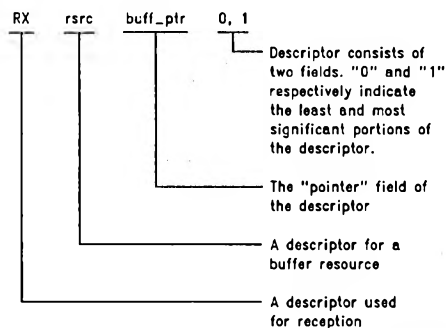 RX rsrc buff_ptr 0, 1
Descriptor consists of
two fields. "0" and "1"
respectively indicate
the least and most
significant portions of
the descriptor.
The "pointer" field of
the descriptor
A descriptor for a
buffer resource
A descriptor used
for reception